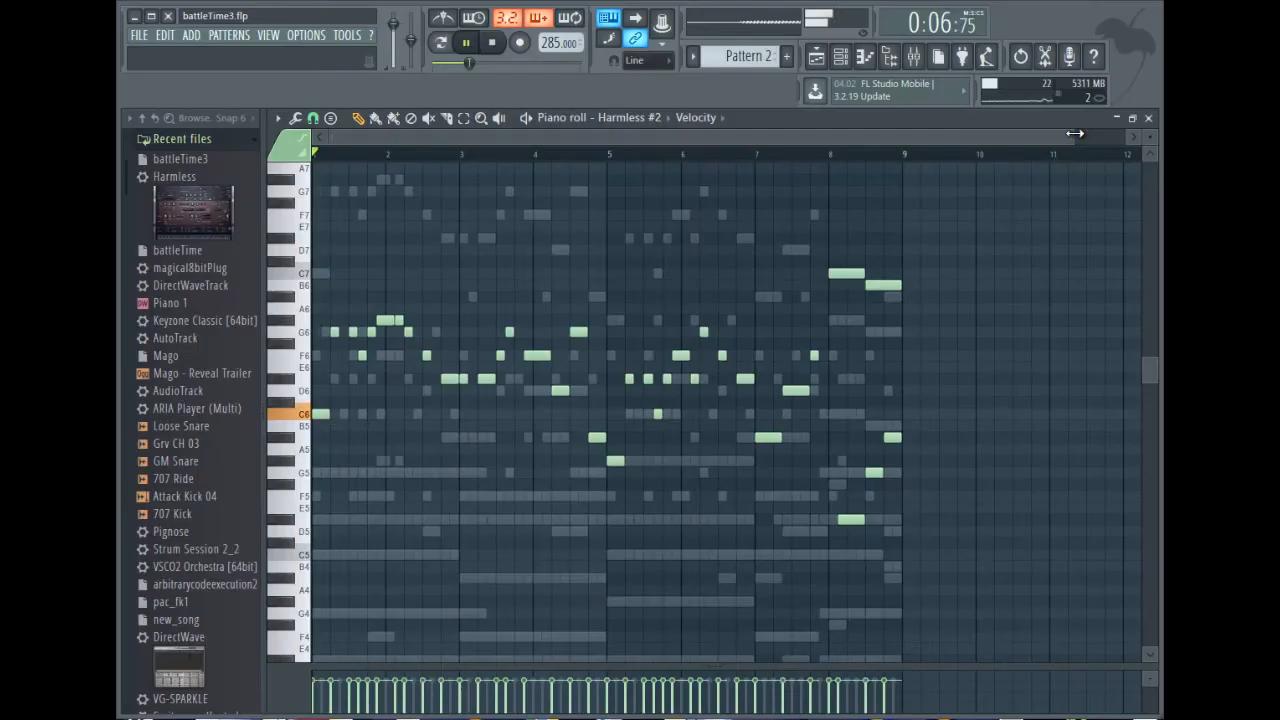 battleTime3.flp
FILE EDIT ADD PATTERNS VIEW OPTIONS TOOLS ?
3.2.
285.000
Line
Pattern 2
0:06:75
M:S:CS
04.02 FL Studio Mobile |
3.2.19 Update
22
5311 MB
2
Browse. Snap 6
Piano roll - Harmless #2 Velocity
Recent files
battleTime3
Harmless
battleTime
magical8bitPlug
DirectWaveTrack
Piano 1
Keyzone Classic [64bit]
AutoTrack
Mago
Mago - Reveal Trailer
AudioTrack
ARIA Player (Multi)
Loose Snare
Grv CH 03
GM Snare
707 Ride
Attack Kick 04
707 Kick
Pignose
Strum Session 2_2
VSCO2 Orchestra [64bit]
arbitrarycodeexecution2
pac_fk1
new_song
DirectWave
VG-SPARKLE
2 3 4 5 6 7 8 9 10 11 12
A7
G7
F7
E7
D7
C7
B6
A6
G6
F6
E6
D6
C6
B5
A5
G5
F5
E5
D5
C5
B4
A4
G4
F4
E4